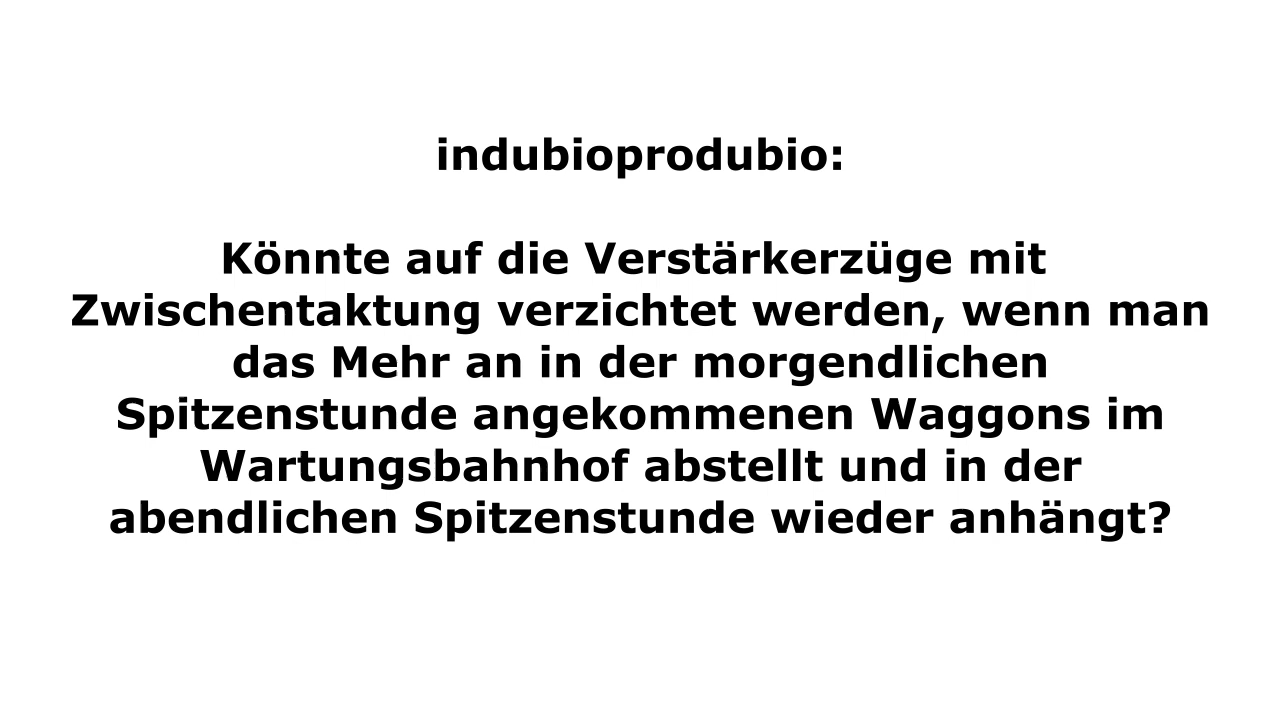 indubioprodubio:
Könnte auf die Verstärkerzüge mit
Zwischentaktung verzichtet werden, wenn man
das Mehr an in der morgendlichen
Spitzenstunde angekommenen Waggons im
Wartungsbahnhof abstellt und in der
abendlichen Spitzenstunde wieder anhängt?